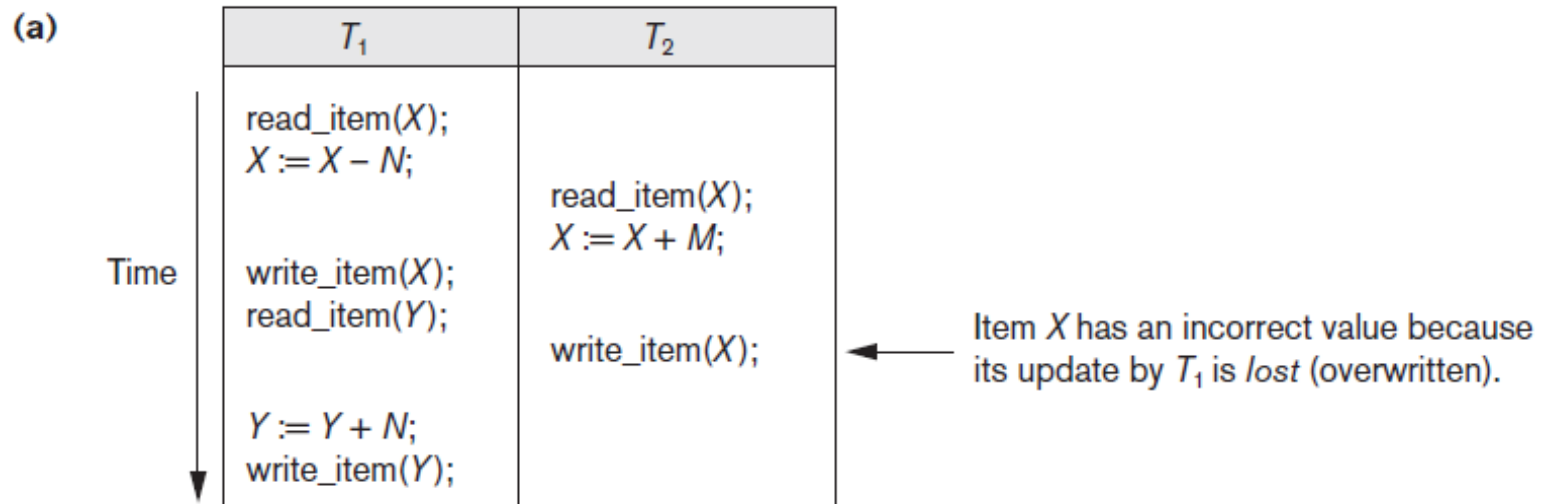 (a)
T₁ T₂
read_item(X);
X := X – N;
read_item(X);
X := X + M;
Time
write_item(X);
read_item(Y);
write_item(X);
Item X has an incorrect value because
its update by T₁ is lost (overwritten).
Y := Y + N;
write_item(Y);